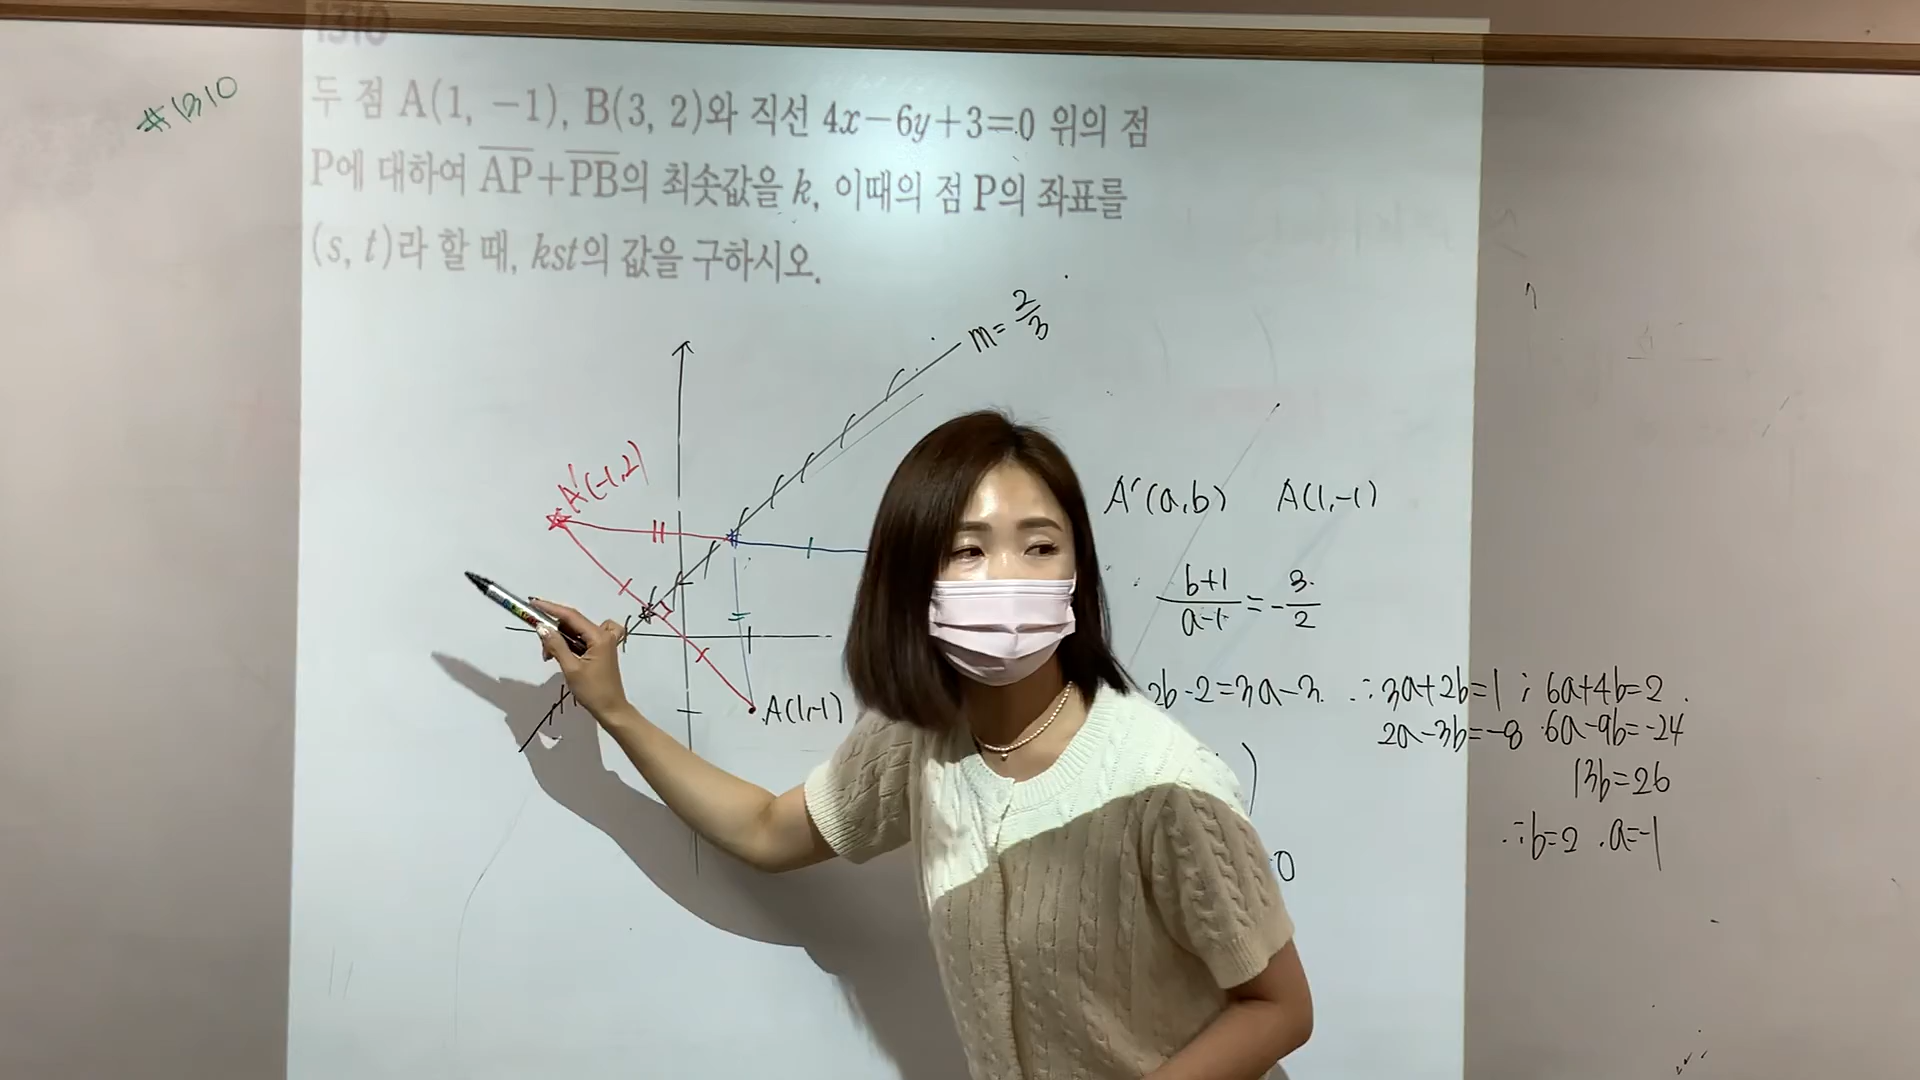 1310
#1310
두 점 A(1, −1), B(3, 2)와 직선 4x−6y+3=0 위의 점
P에 대하여 AP+PB의 최솟값을 k, 이때의 점 P의 좌표를
(s, t)라 할 때, kst의 값을 구하시오.
m=2/3
A'(-1,2)
A(1,-1)
A'(a,b) A(1,-1)
(b+1)/(a-1)=-3/2
2b-2=3a-3. ∴3a+2b=1 ; 6a+4b=2
2a-3b=-8 6a-9b=-24
13b=26
∴b=2 a=-1
0